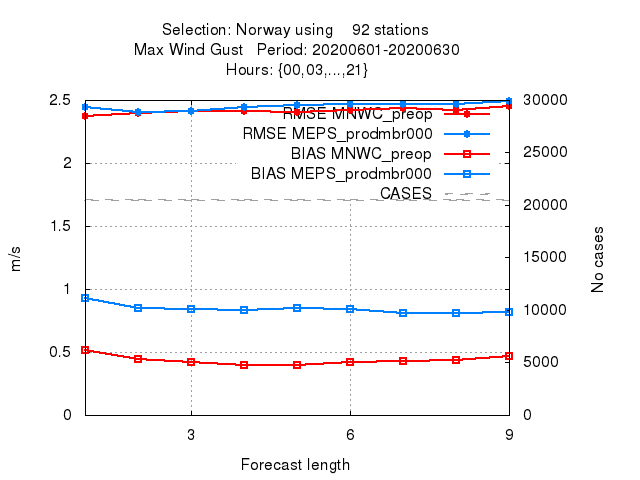 Selection: Norway using    92 stations
Max Wind Gust   Period: 20200601-20200630
Hours: {00,03,...,21}
2.5
2
1.5
1
0.5
0
m/s
30000
25000
20000
15000
10000
5000
0
No cases
RMSE MNWC_preop
RMSE MEPS_prodmbr000
BIAS MNWC_preop
BIAS MEPS_prodmbr000
CASES
3
6
9
Forecast length